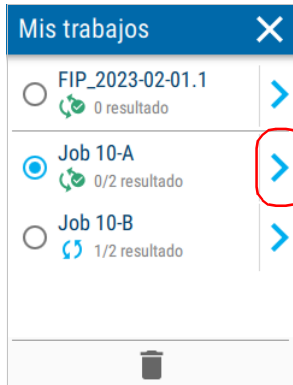 Mis trabajos
FIP_2023-02-01.1
0 resultado
Job 10-A
0/2 resultado
Job 10-B
1/2 resultado